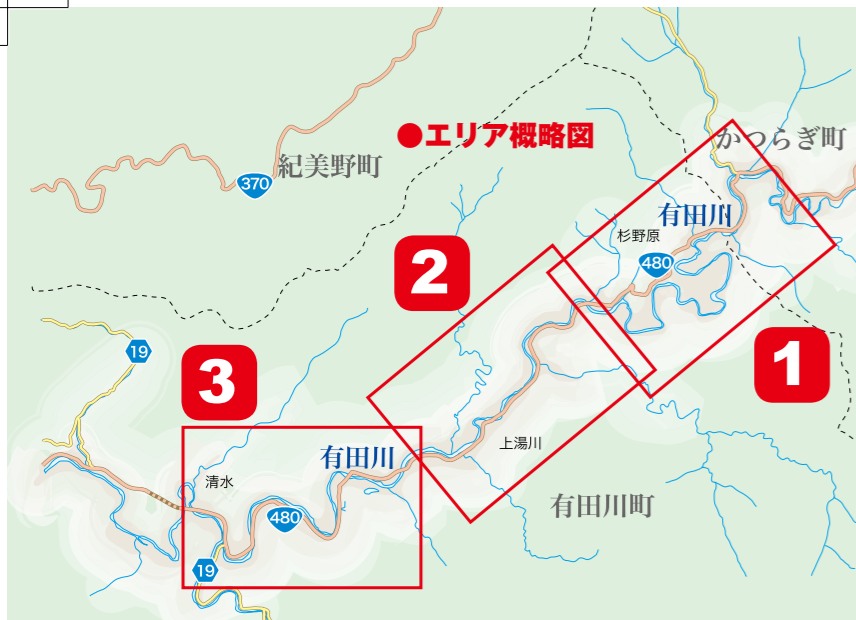 ●エリア概略図
かつらぎ町
紀美野町
370
有田川
杉野原
480
2
1
19
3
上湯川
有田川
清水
有田川町
480
19